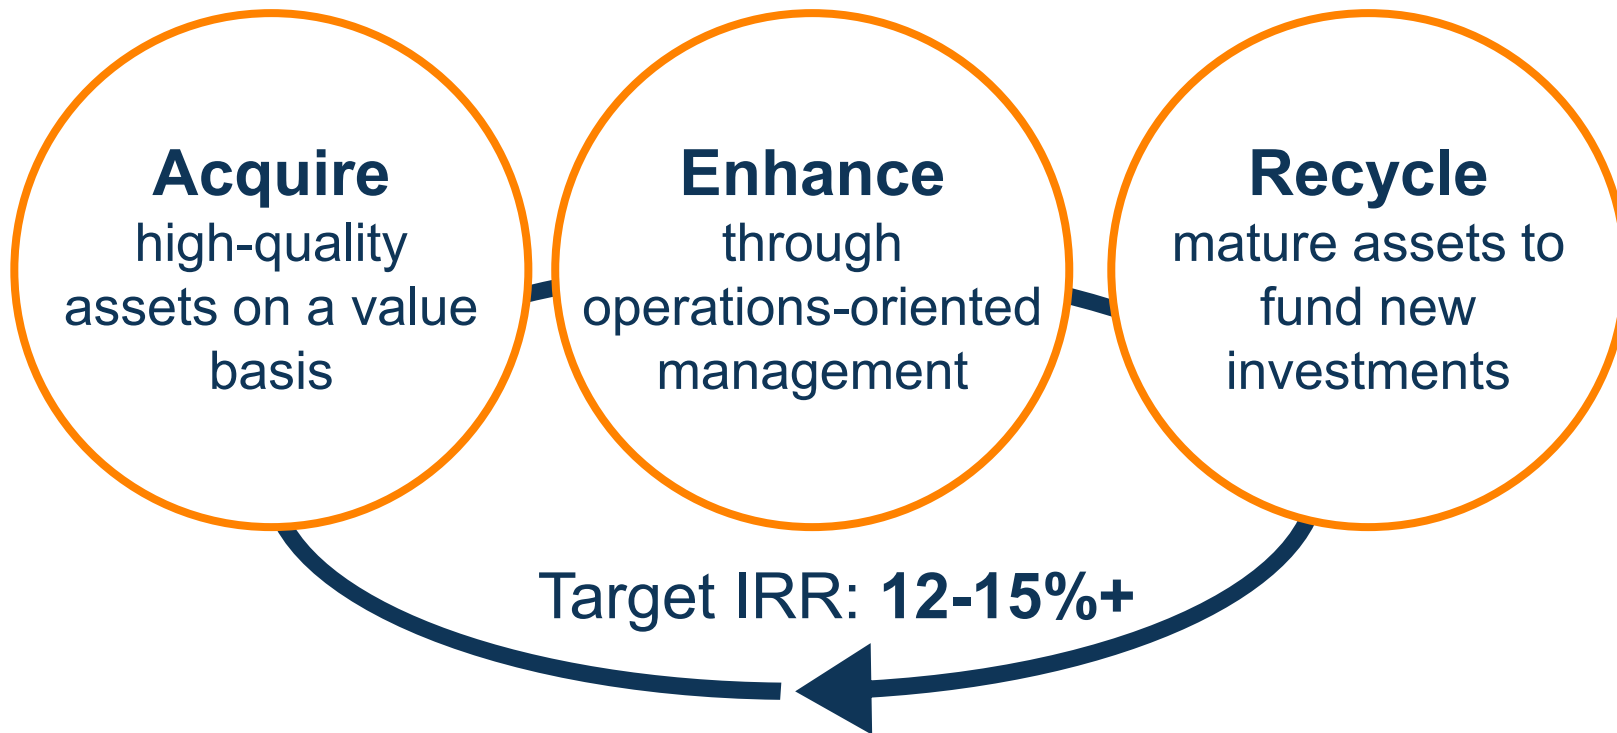 Acquire
high-quality
assets on a value
basis
Enhance
through
operations-oriented
management
Recycle
mature assets to
fund new
investments
Target IRR: 12-15%+